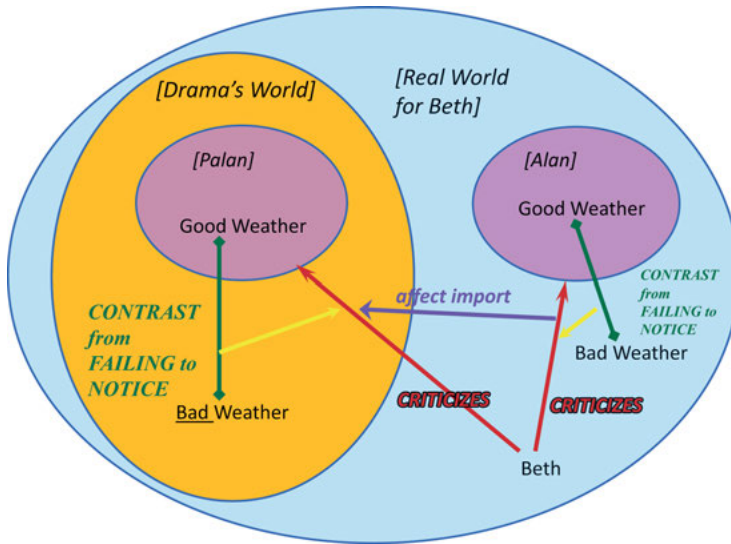 [Drama's World]
[Real World
for Beth]
[Palan]
Good Weather
[Alan]
Good Weather
CONTRAST
from
FAILING to
NOTICE
Bad Weather
affect import
CONTRAST
from
FAILING to
NOTICE
Bad Weather
CRITICIZES
CRITICIZES
Beth